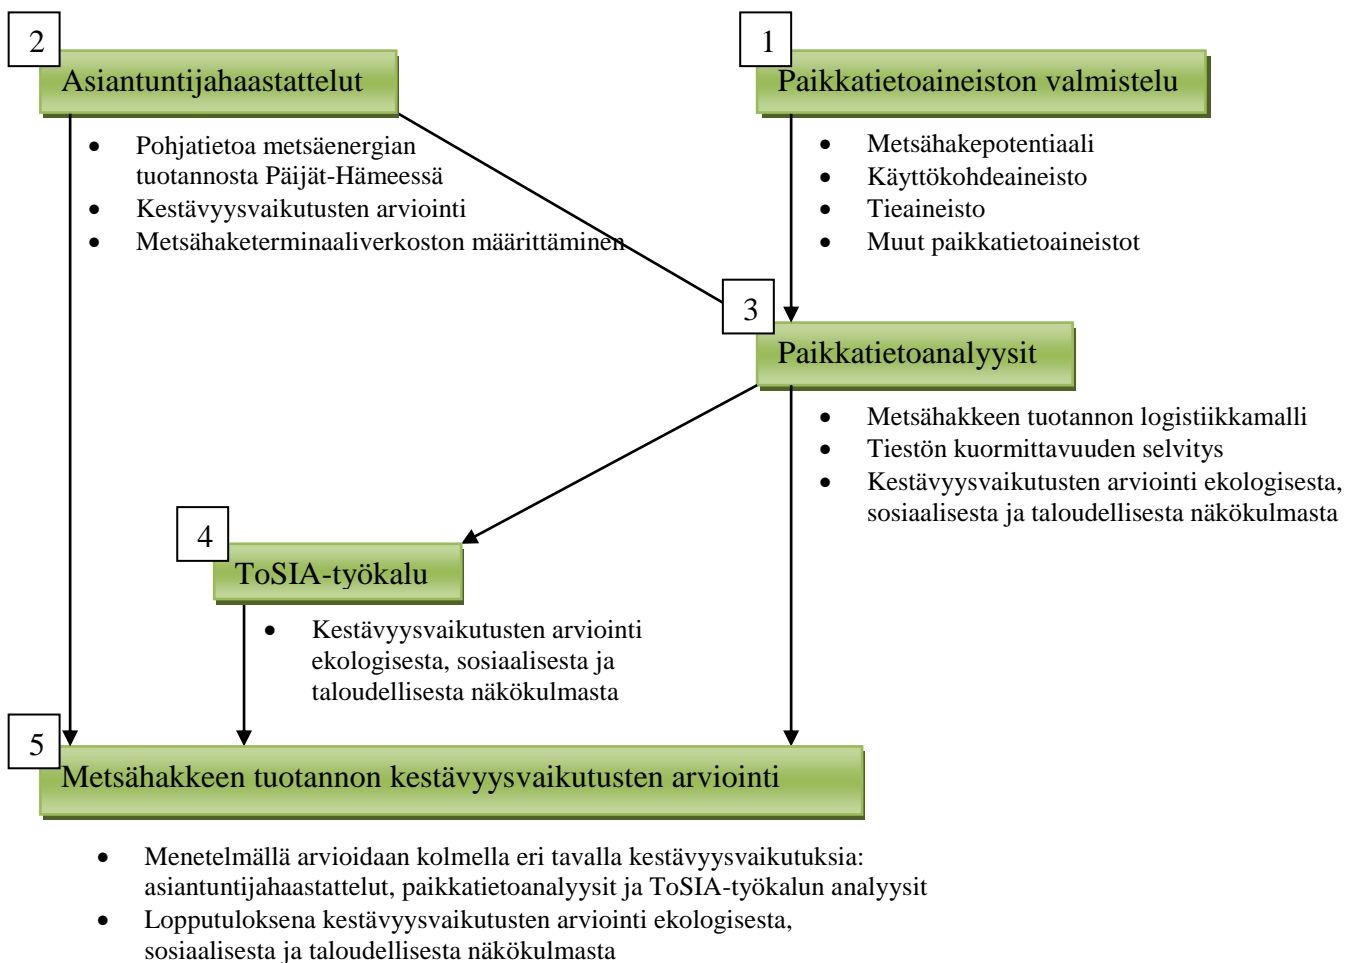 2
Asiantuntijahaastattelut
• Pohjatietoa metsäenergian
tuotannosta Päijät-Hämeessä
• Kestävyysvaikutusten arviointi
• Metsähaketerminaaliverkoston määrittäminen
1
Paikkatietoaineiston valmistelu
• Metsähakepotentiaali
• Käyttökohdeaineisto
• Tieaineisto
• Muut paikkatietoaineistot
3
Paikkatietoanalyysit
• Metsähakkeen tuotannon logistiikkamalli
• Tiestön kuormittavuuden selvitys
• Kestävyysvaikutusten arviointi ekologisesta,
sosiaalisesta ja taloudellisesta näkökulmasta
4
ToSIA-työkalu
• Kestävyysvaikutusten arviointi
ekologisesta, sosiaalisesta ja
taloudellisesta näkökulmasta
5
Metsähakkeen tuotannon kestävyysvaikutusten arviointi
• Menetelmällä arvioidaan kolmella eri tavalla kestävyysvaikutuksia:
asiantuntijahaastattelut, paikkatietoanalyysit ja ToSIA-työkalun analyysit
• Lopputuloksena kestävyysvaikutusten arviointi ekologisesta,
sosiaalisesta ja taloudellisesta näkökulmasta